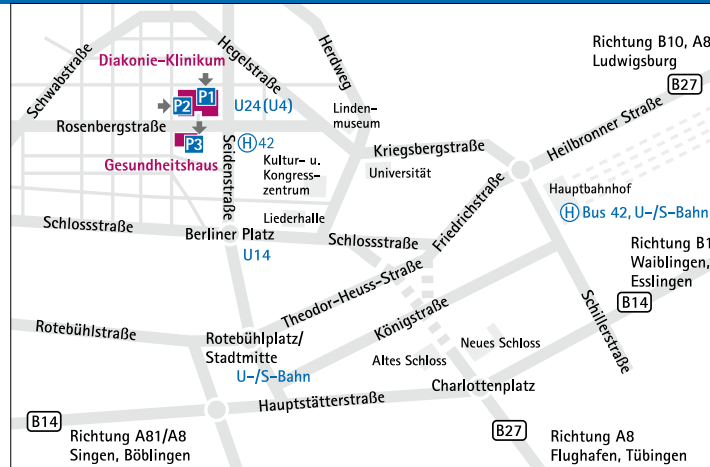 Schwabstraße
Diakonie-Klinikum
Hegelstraße
Herdweg
Richtung B10, A8
Ludwigsburg
B27
P1
P2
U24(U4)
Linden-
museum
Rosenbergstraße
P3
H 42
Gesundheitshaus
Seidenstraße
Kultur- u.
Kongress-
zentrum
Kriegsbergstraße
Universität
Heilbronner Straße
Hauptbahnhof
H Bus 42, U-/S-Bahn
Friedrichstraße
Liederhalle
Schlossstraße
Berliner Platz
Schlossstraße
U14
Richtung B1
Waiblingen,
Esslingen
B14
Theodor-Heuss-Straße
Schillerstraße
Königstraße
Rotebühlstraße
Rotebühlplatz/
Stadtmitte
U-/S-Bahn
Neues Schloss
Altes Schloss
Charlottenplatz
Hauptstätterstraße
B14
Richtung A81/A8
Singen, Böblingen
B27
Richtung A8
Flughafen, Tübingen